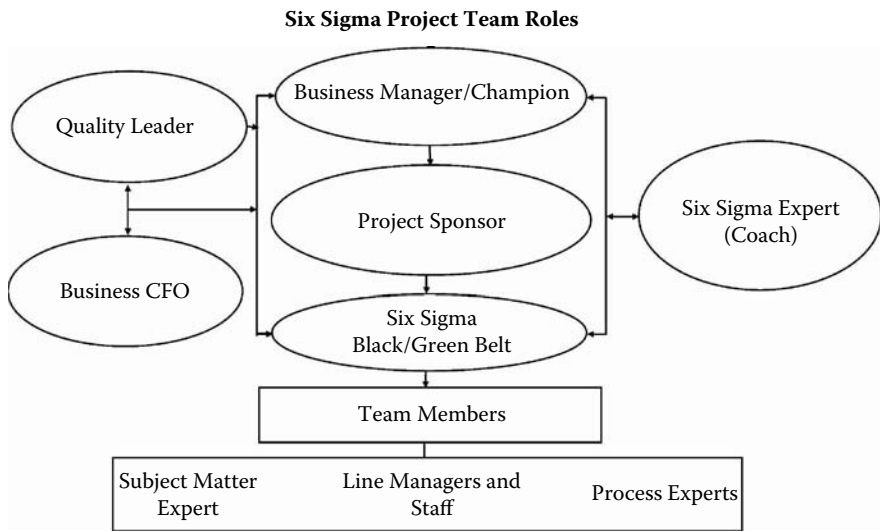 Six Sigma Project Team Roles
Business Manager/Champion
Quality Leader
Project Sponsor
Six Sigma Expert
(Coach)
Business CFO
Six Sigma
Black/Green Belt
Team Members
Subject Matter
Expert
Line Managers and
Staff
Process Experts